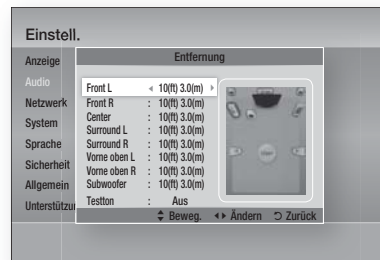 Einstell.
Anzeige
Audio
Netzwerk
System
Sprache
Sicherheit
Allgemein
Unterstützu
Entfernung
Front L 10(ft) 3.0(m)
Front R : 10(ft) 3.0(m)
Center : 10(ft) 3.0(m)
Surround L : 10(ft) 3.0(m)
Surround R : 10(ft) 3.0(m)
Vorne oben L : 10(ft) 3.0(m)
Vorne oben R : 10(ft) 3.0(m)
Subwoofer : 10(ft) 3.0(m)
Testton : Aus
Beweg. Ändern Zurück